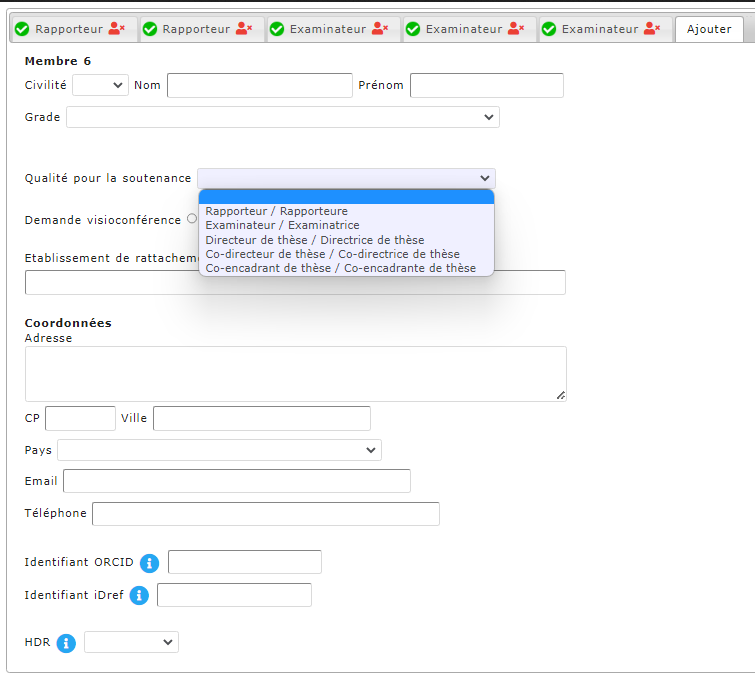 Rapporteur Rapporteur Examinateur Examinateur Examinateur Ajouter
Membre 6
Civilité Nom Prénom
Grade
Qualité pour la soutenance
Rapporteur / Rapporteure
Demande visioconférence
Examinateur / Examinatrice
Directeur de thèse / Directrice de thèse
Co-directeur de thèse / Co-directrice de thèse
Etablissement de rattachem
Co-encadrant de thèse / Co-encadrante de thèse
Coordonnées
Adresse
CP Ville
Pays
Email
Téléphone
Identifiant ORCID
Identifiant iDref
HDR